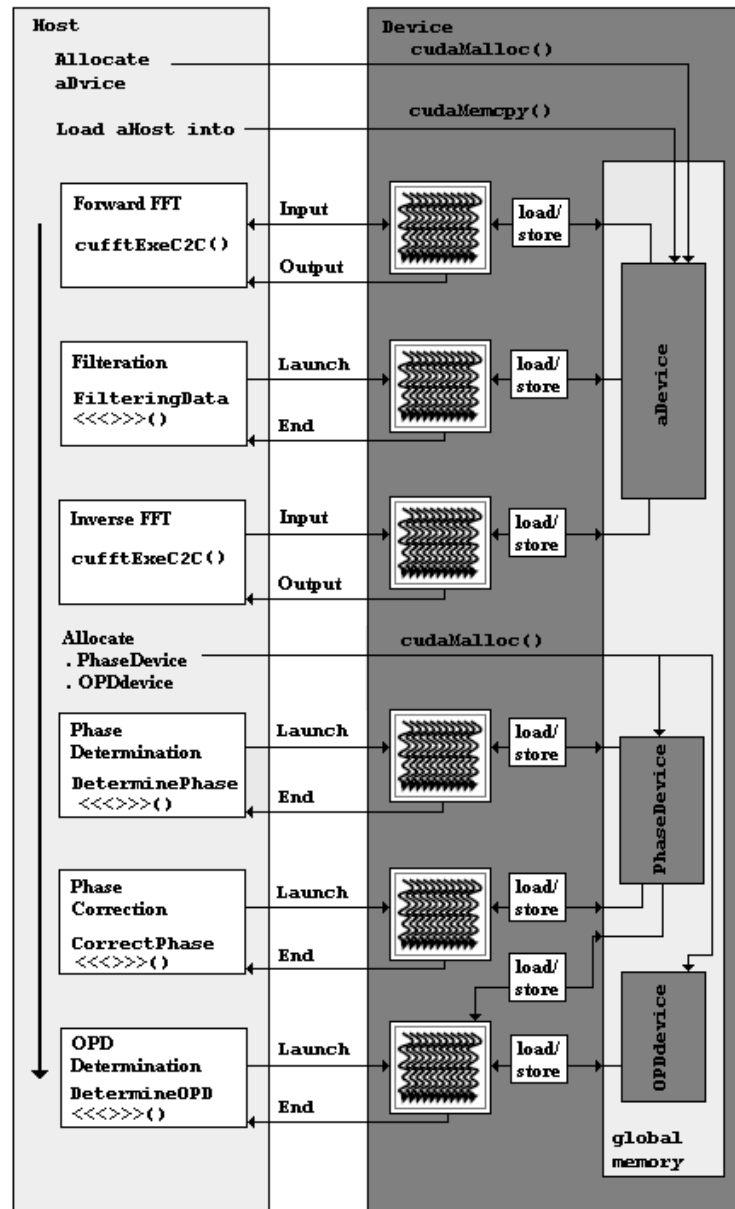 Host
Device
cudaMalloc()
Allocate
aDvice
cudaMemcpy()
Load aHost into
Forward FFT
cufftExeC2C()
Input
Output
load/
store
Filteration
FilteringData
<<<>>>()
Launch
End
load/
store
aDevice
Inverse FFT
cufftExeC2C()
Input
Output
load/
store
Allocate
. PhaseDevice
. OPDdevice
cudaMalloc()
Phase
Determination
DeterminePhase
<<<>>>()
Launch
End
load/
store
PhaseDevice
Phase
Correction
CorrectPhase
<<<>>>()
Launch
End
load/
store
load/
store
OPD
Determination
DetermineOPD
<<<>>>()
Launch
End
load/
store
OPDdevice
global
memory